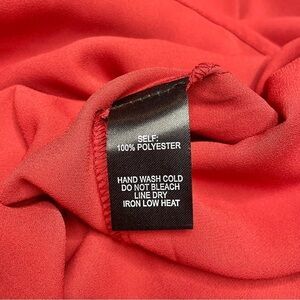 SELF:
100% POLYESTER
HAND WASH COLD
DO NOT BLEACH
LINE DRY
IRON LOW HEAT